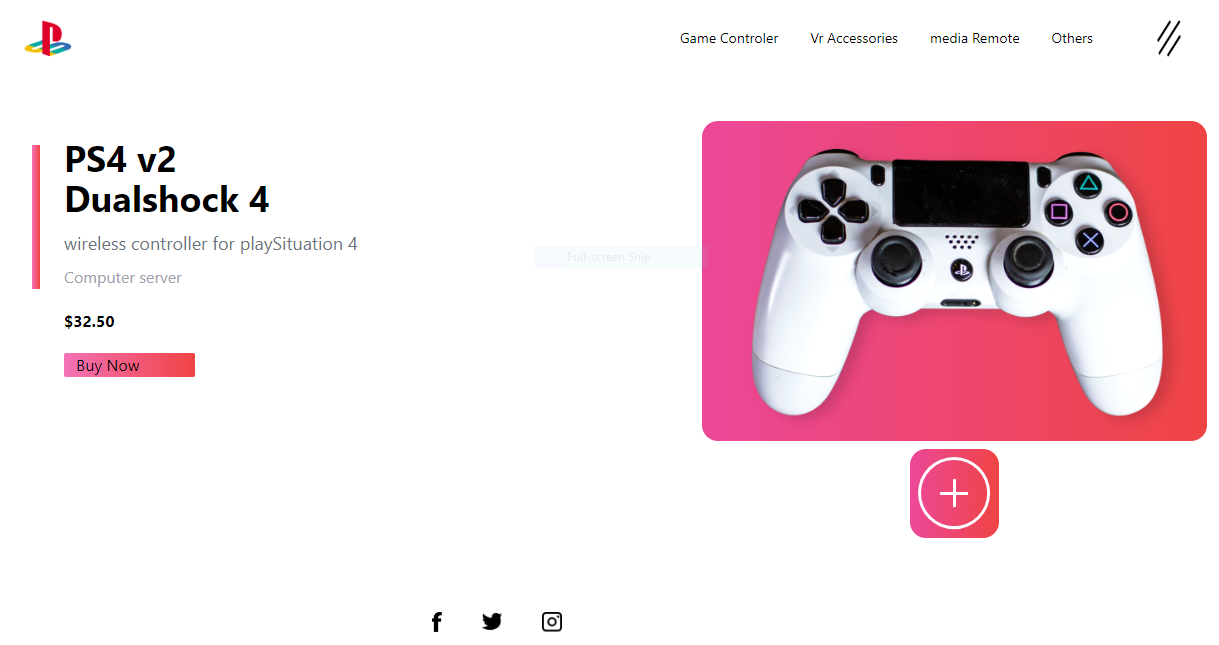 Game Controler Vr Accessories media Remote Others
PS4 v2
Dualshock 4
wireless controller for playSituation 4
Full-screen Snip
Computer server
$32.50
Buy Now